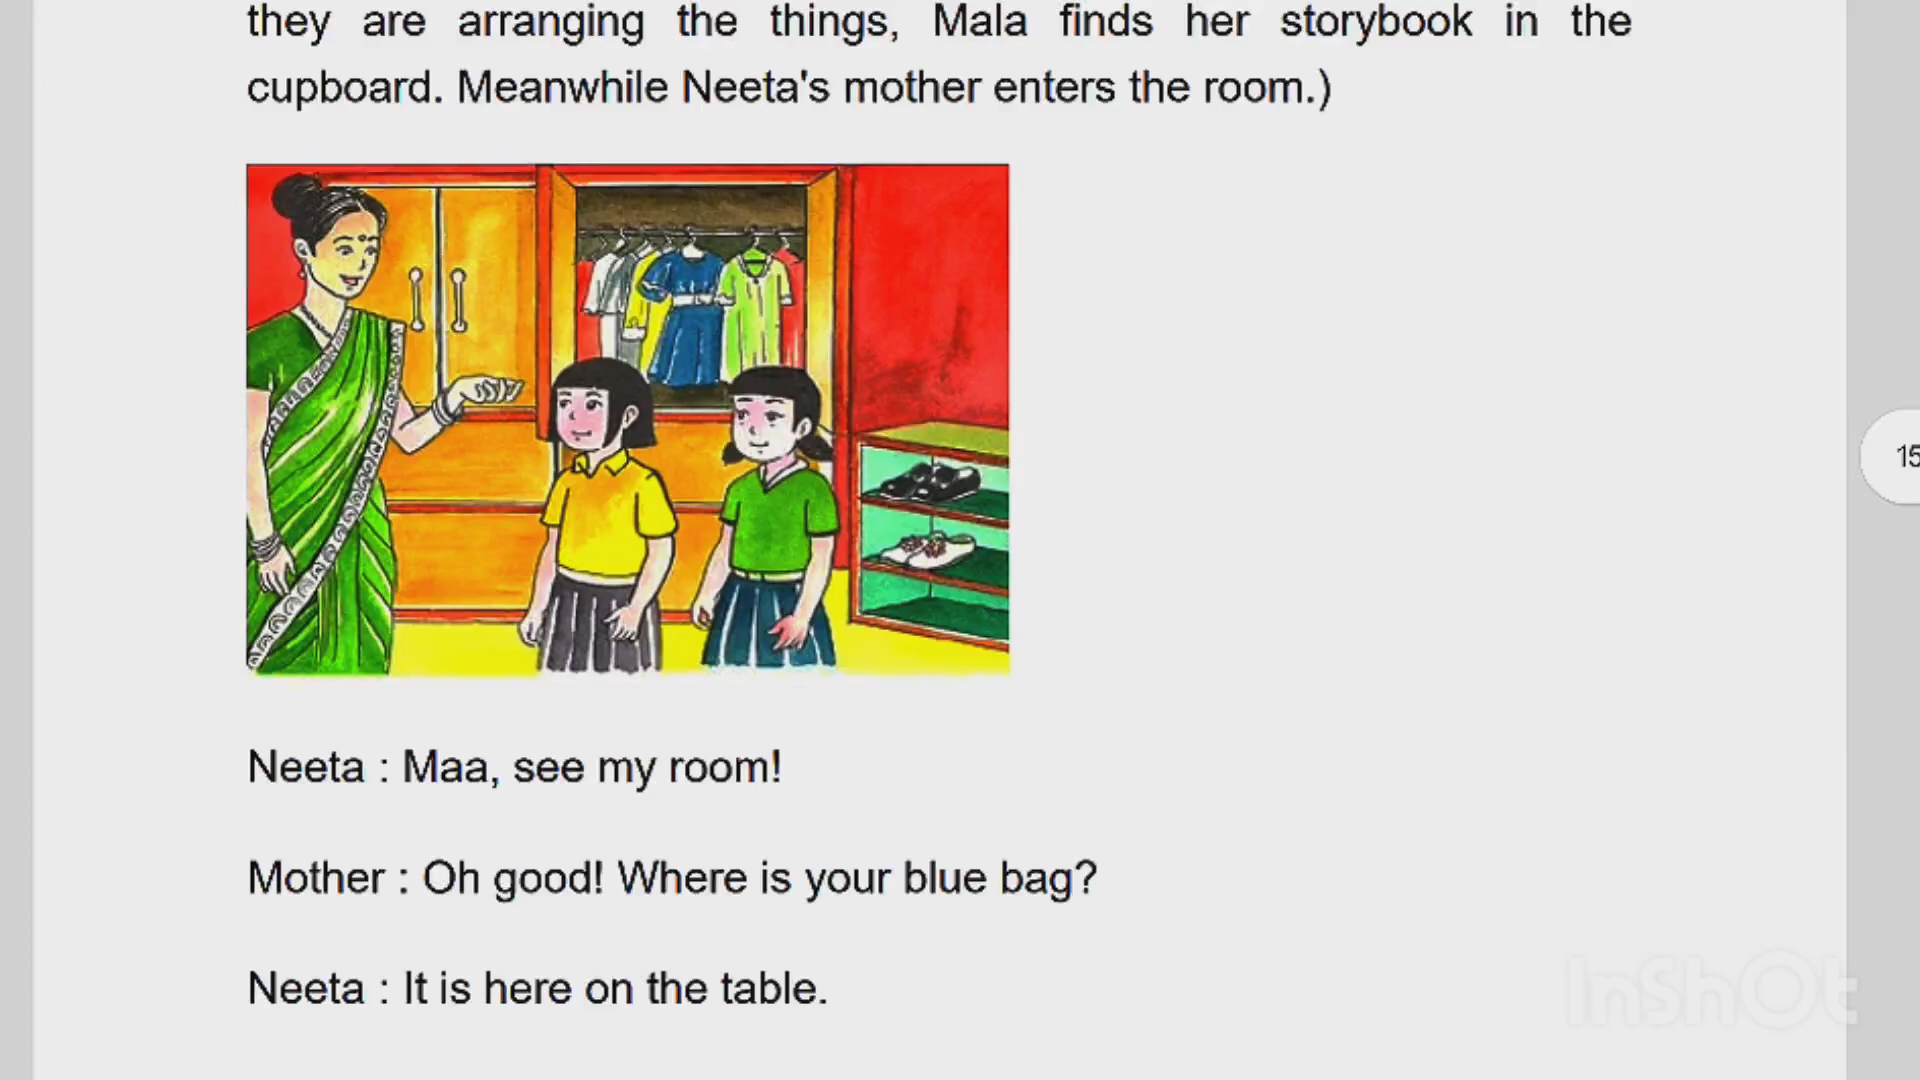 they are arranging the things, Mala finds her storybook in the
cupboard. Meanwhile Neeta's mother enters the room.)
15
Neeta : Maa, see my room!
Mother : Oh good! Where is your blue bag?
Neeta : It is here on the table.
InShOt